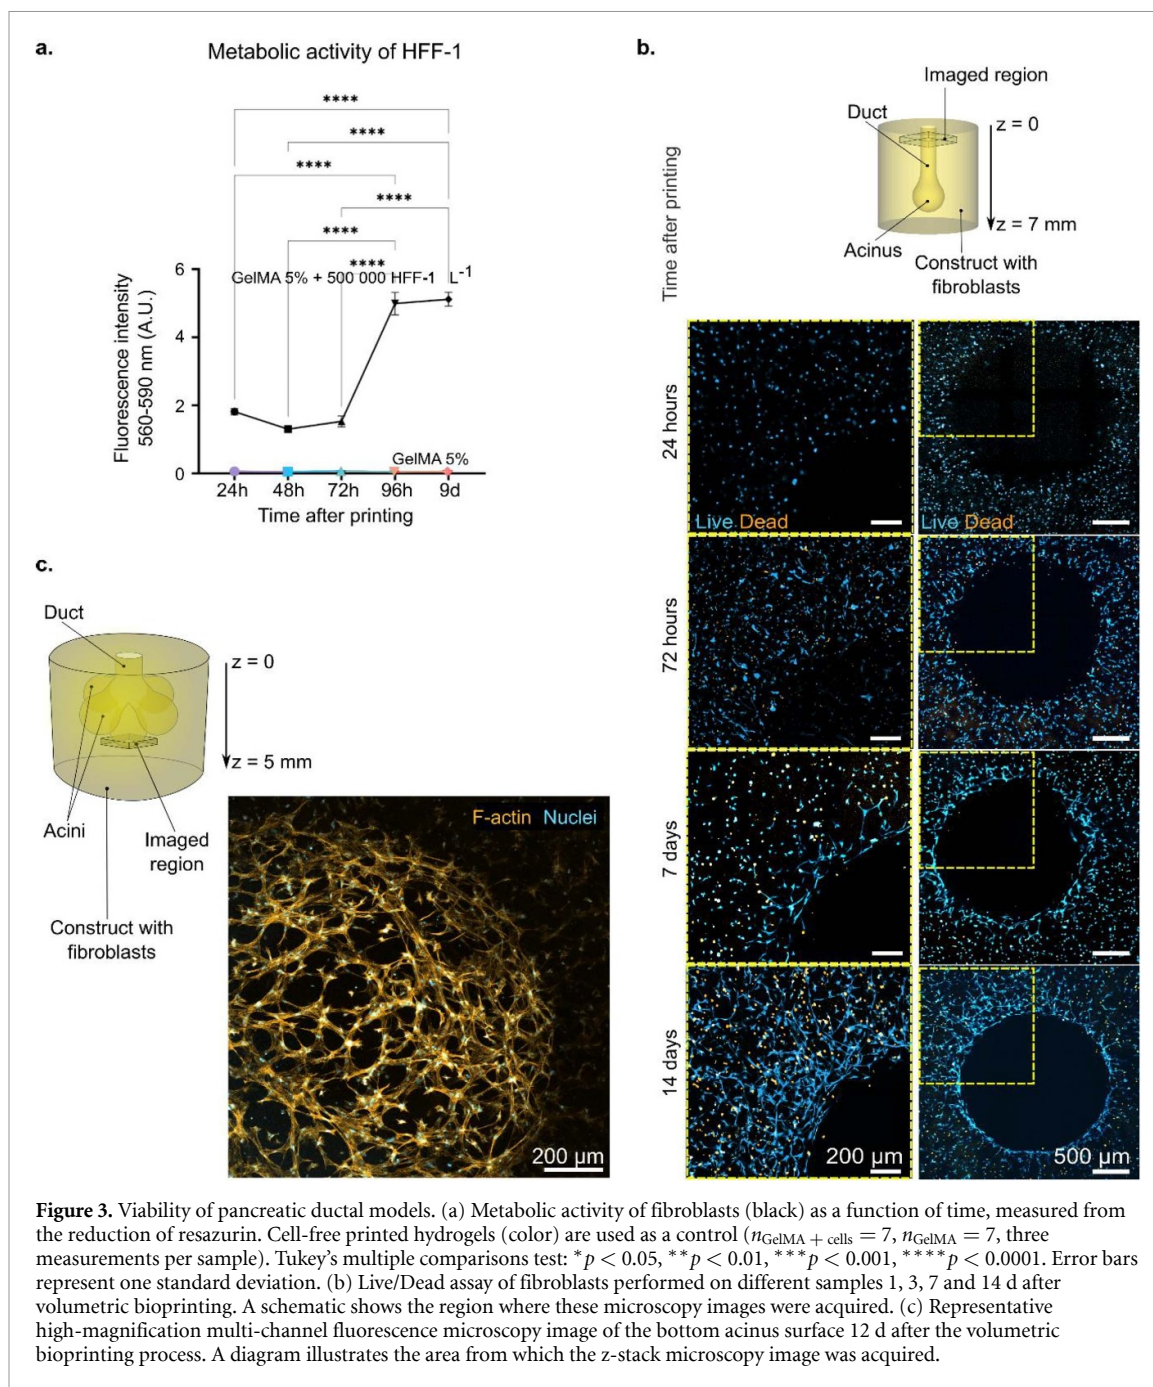 a.
Metabolic activity of HFF-1
****
****
****
****
****
****
GelMA 5% + 500 000 HFF-1 L-1
6
4
2
0
Fluorescence intensity
560-590 nm (A.U.)
GelMA 5%
24h 48h 72h 96h 9d
Time after printing
b.
Imaged region
Duct
z = 0
z = 7 mm
Acinus
Construct with
fibroblasts
Time after printing
24 hours
Live Dead
Live Dead
72 hours
7 days
14 days
200 μm
500 μm
c.
Duct
z = 0
z = 5 mm
Acini
Imaged
region
Construct with
fibroblasts
F-actin Nuclei
200 μm
Figure 3. Viability of pancreatic ductal models. (a) Metabolic activity of fibroblasts (black) as a function of time, measured from
the reduction of resazurin. Cell-free printed hydrogels (color) are used as a control (nGelMA + cells = 7, nGelMA = 7, three
measurements per sample). Tukey's multiple comparisons test: *p < 0.05, **p < 0.01, ***p < 0.001, ****p < 0.0001. Error bars
represent one standard deviation. (b) Live/Dead assay of fibroblasts performed on different samples 1, 3, 7 and 14 d after
volumetric bioprinting. A schematic shows the region where these microscopy images were acquired. (c) Representative
high-magnification multi-channel fluorescence microscopy image of the bottom acinus surface 12 d after the volumetric
bioprinting process. A diagram illustrates the area from which the z-stack microscopy image was acquired.